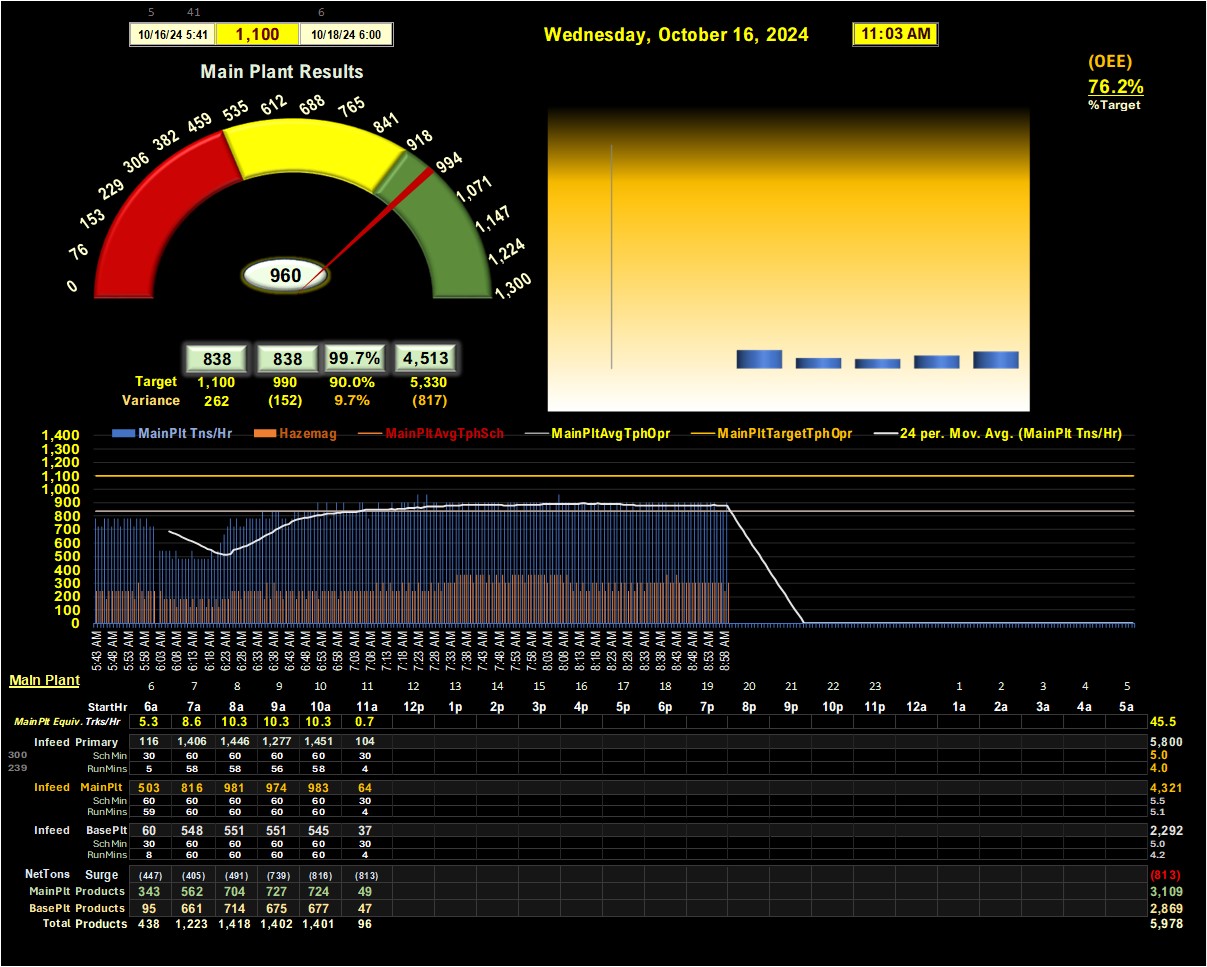 5 41 6
10/16/24 5:41 1,100 10/18/24 6:00
Wednesday, October 16, 2024 11:03 AM
(OEE)
76.2%
%Target
Main Plant Results
0 76 153 229 306 382 459 535 612 688 765 841 918 994 1,071 1,147 1,224 1,300
960
838 838 99.7% 4,513
Target 1,100 990 90.0% 5,330
Variance 262 (152) 9.7% (817)
MainPlt Tns/Hr Hazemag MainPltAvgTphSch MainPltAvgTphOpr MainPltTargetTphOpr 24 per. Mov. Avg. (MainPlt Tns/Hr)
1,400
1,300
1,200
1,100
1,000
900
800
700
600
500
400
300
200
100
0
5:43 AM 5:48 AM 5:53 AM 5:58 AM 6:03 AM 6:08 AM 6:13 AM 6:18 AM 6:23 AM 6:28 AM 6:33 AM 6:38 AM 6:43 AM 6:48 AM 6:53 AM 6:58 AM 7:03 AM 7:08 AM 7:13 AM 7:18 AM 7:23 AM 7:28 AM 7:33 AM 7:38 AM 7:43 AM 7:48 AM 7:53 AM 7:58 AM 8:03 AM 8:08 AM 8:13 AM 8:18 AM 8:23 AM 8:28 AM 8:33 AM 8:38 AM 8:43 AM 8:48 AM 8:53 AM 8:58 AM
Main Plant
6 7 8 9 10 11 12 13 14 15 16 17 18 19 20 21 22 23 1 2 3 4 5
StartHr 6a 7a 8a 9a 10a 11a 12p 1p 2p 3p 4p 5p 6p 7p 8p 9p 10p 11p 12a 1a 2a 3a 4a 5a
MainPlt Equiv. Trks/Hr 5.3 8.6 10.3 10.3 10.3 0.7 45.5
Infeed Primary 116 1,406 1,446 1,277 1,451 104 5,800
300 Sch Min 30 60 60 60 60 30 5.0
239 RunMins 5 58 58 56 58 4 4.0
Infeed MainPlt 503 816 981 974 983 64 4,321
Sch Min 60 60 60 60 60 30 5.5
RunMins 59 60 60 60 60 4 5.1
Infeed BasePlt 60 548 551 551 545 37 2,292
Sch Min 30 60 60 60 60 30 5.0
RunMins 8 60 60 60 60 4 4.2
NetTons Surge (447) (405) (491) (739) (816) (813) (813)
MainPlt Products 343 562 704 727 724 49 3,109
BasePlt Products 95 661 714 675 677 47 2,869
Total Products 438 1,223 1,418 1,402 1,401 96 5,978